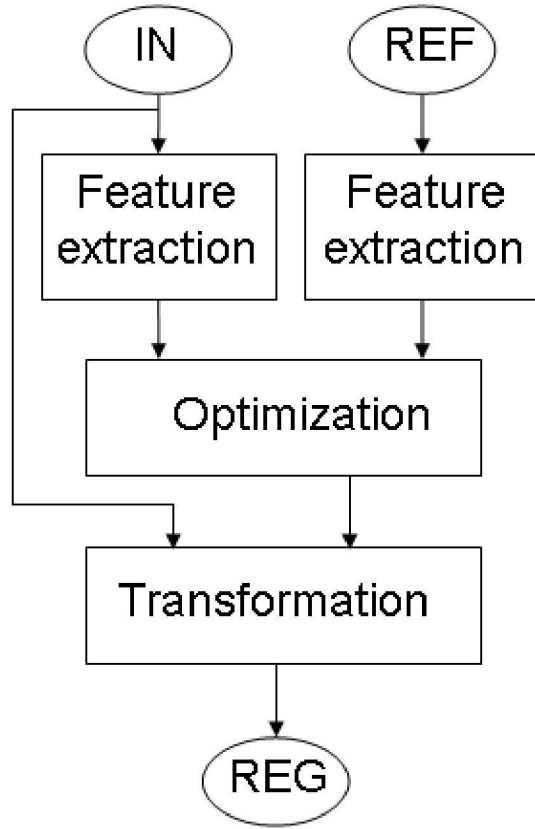 IN
REF
Feature
extraction
Feature
extraction
Optimization
Transformation
REG